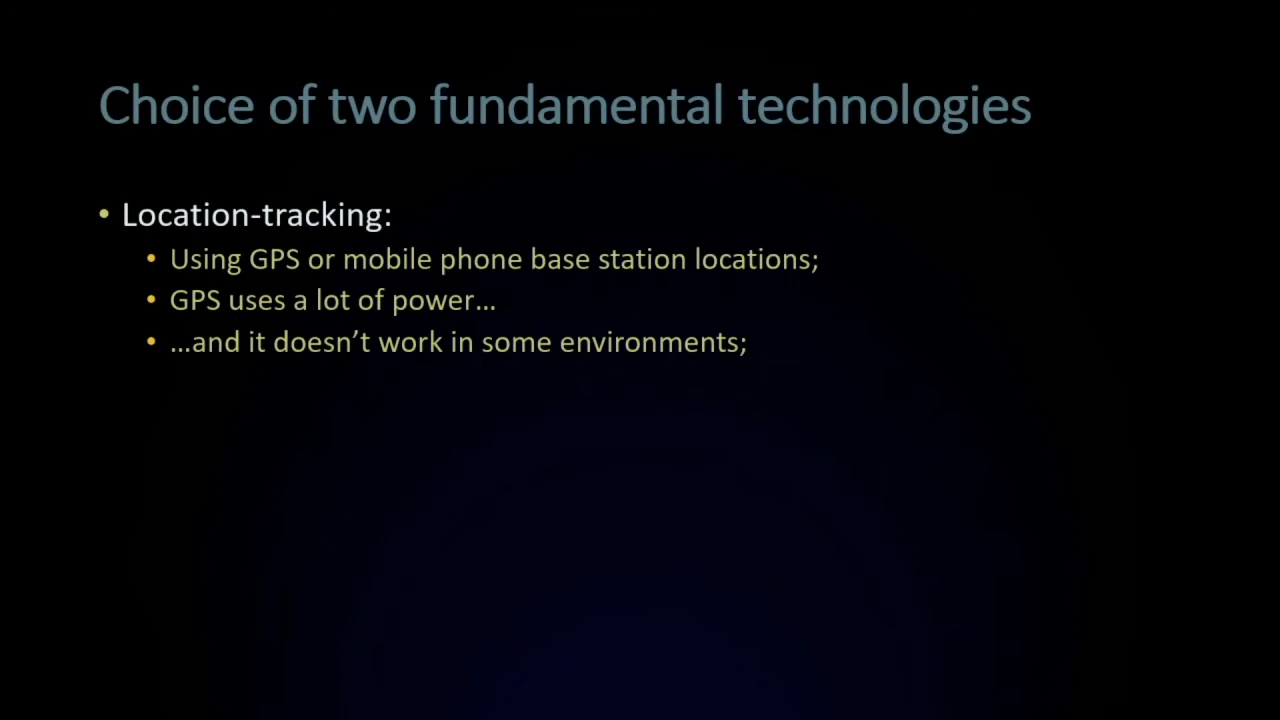 Choice of two fundamental technologies
• Location-tracking:
• Using GPS or mobile phone base station locations;
• GPS uses a lot of power…
• …and it doesn’t work in some environments;